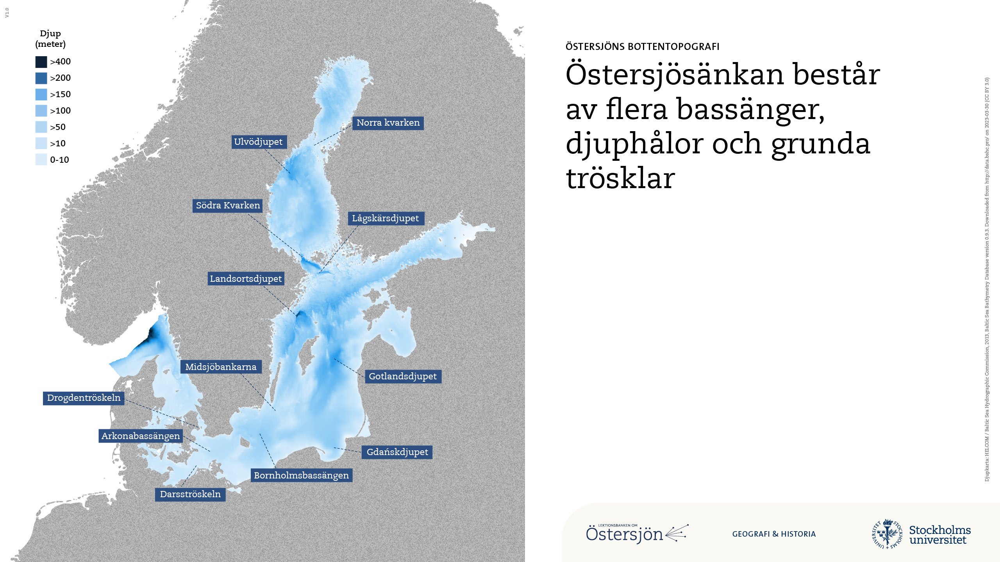 V1.0
Djup
(meter)
>400
>200
>150
>100
>50
>10
0-10
Norra kvarken
Ulvödjupet
Södra Kvarken
Lågskärsdjupet
Landsortsdjupet
Midsjöbankarna
Gotlandsdjupet
Drogdentröskeln
Arkonabassängen
Gdańskdjupet
Bornholmsbassängen
Darsströskeln
ÖSTERSJÖNS BOTTENTOPOGRAFI
Östersjösänkan består
av flera bassänger,
djuphålor och grunda
trösklar
Djupkarta: HELCOM / Baltic Sea Hydrographic Commission, 2013, Baltic Sea Bathymetry Database version 0.9.3. Downloaded from http://data.bshc.pro/ on 2023-03-30 (CC BY 3.0)
LEKTIONSBANKEN OM
Östersjön
GEOGRAFI & HISTORIA
STOCKHOLMS UNIVERSITET
Stockholms
universitet